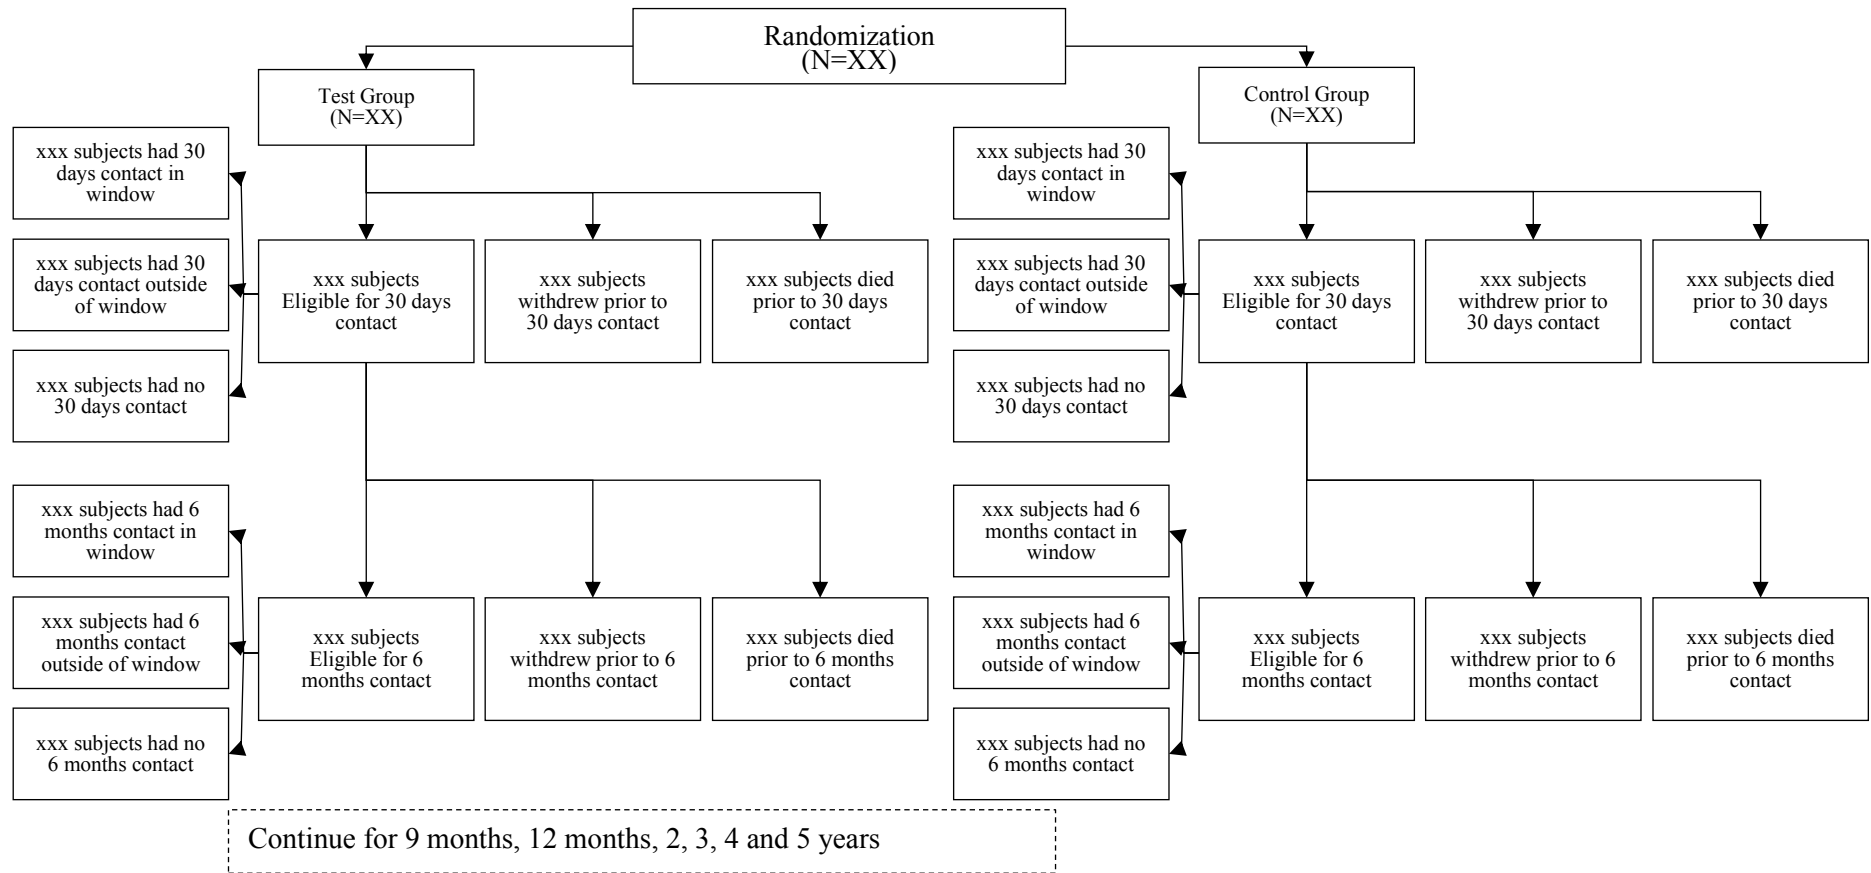 Randomization
(N=XX)
Test Group
(N=XX)
Control Group
(N=XX)
xxx subjects had 30
days contact in
window
xxx subjects had 30
days contact outside
of window
xxx subjects had no
30 days contact
xxx subjects
Eligible for 30 days
contact
xxx subjects
withdrew prior to
30 days contact
xxx subjects died
prior to 30 days
contact
xxx subjects had 30
days contact in
window
xxx subjects had 30
days contact outside
of window
xxx subjects had no
30 days contact
xxx subjects
Eligible for 30 days
contact
xxx subjects
withdrew prior to
30 days contact
xxx subjects died
prior to 30 days
contact
xxx subjects had 6
months contact in
window
xxx subjects had 6
months contact
outside of window
xxx subjects had no
6 months contact
xxx subjects
Eligible for 6
months contact
xxx subjects
withdrew prior to 6
months contact
xxx subjects died
prior to 6 months
contact
xxx subjects had 6
months contact in
window
xxx subjects had 6
months contact
outside of window
xxx subjects had no
6 months contact
xxx subjects
Eligible for 6
months contact
xxx subjects
withdrew prior to 6
months contact
xxx subjects died
prior to 6 months
contact
Continue for 9 months, 12 months, 2, 3, 4 and 5 years